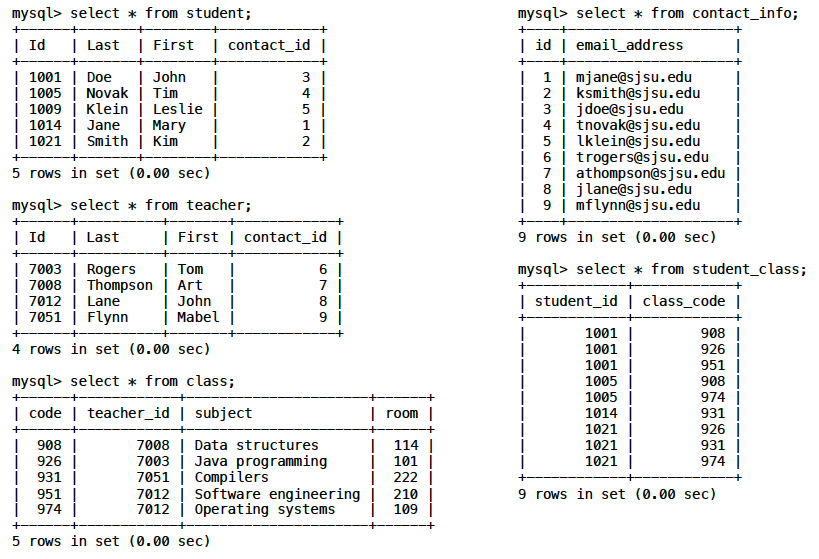 mysql> select * from student;
+------+-------+--------+------------+
| Id   | Last  | First  | contact_id |
+------+-------+--------+------------+
| 1001 | Doe   | John   |          3 |
| 1005 | Novak | Tim    |          4 |
| 1009 | Klein | Leslie |          5 |
| 1014 | Jane  | Mary   |          1 |
| 1021 | Smith | Kim    |          2 |
+------+-------+--------+------------+
5 rows in set (0.00 sec)
mysql> select * from teacher;
+------+----------+-------+------------+
| Id   | Last     | First | contact_id |
+------+----------+-------+------------+
| 7003 | Rogers   | Tom   |          6 |
| 7008 | Thompson | Art   |          7 |
| 7012 | Lane     | John  |          8 |
| 7051 | Flynn    | Mabel |          9 |
+------+----------+-------+------------+
4 rows in set (0.00 sec)
mysql> select * from class;
+------+------------+----------------------+------+
| code | teacher_id | subject              | room |
+------+------------+----------------------+------+
|  908 |       7008 | Data structures      |  114 |
|  926 |       7003 | Java programming     |  101 |
|  931 |       7051 | Compilers            |  222 |
|  951 |       7012 | Software engineering |  210 |
|  974 |       7012 | Operating systems    |  109 |
+------+------------+----------------------+------+
5 rows in set (0.00 sec)
mysql> select * from contact_info;
+----+--------------------+
| id | email_address      |
+----+--------------------+
|  1 | mjane@sjsu.edu     |
|  2 | ksmith@sjsu.edu    |
|  3 | jdoe@sjsu.edu      |
|  4 | tnovak@sjsu.edu    |
|  5 | lklein@sjsu.edu    |
|  6 | trogers@sjsu.edu   |
|  7 | athompson@sjsu.edu |
|  8 | jlane@sjsu.edu     |
|  9 | mflynn@sjsu.edu    |
+----+--------------------+
9 rows in set (0.00 sec)
mysql> select * from student_class;
+------------+------------+
| student_id | class_code |
+------------+------------+
|       1001 |        908 |
|       1001 |        926 |
|       1001 |        951 |
|       1005 |        908 |
|       1005 |        974 |
|       1014 |        931 |
|       1021 |        926 |
|       1021 |        931 |
|       1021 |        974 |
+------------+------------+
9 rows in set (0.00 sec)